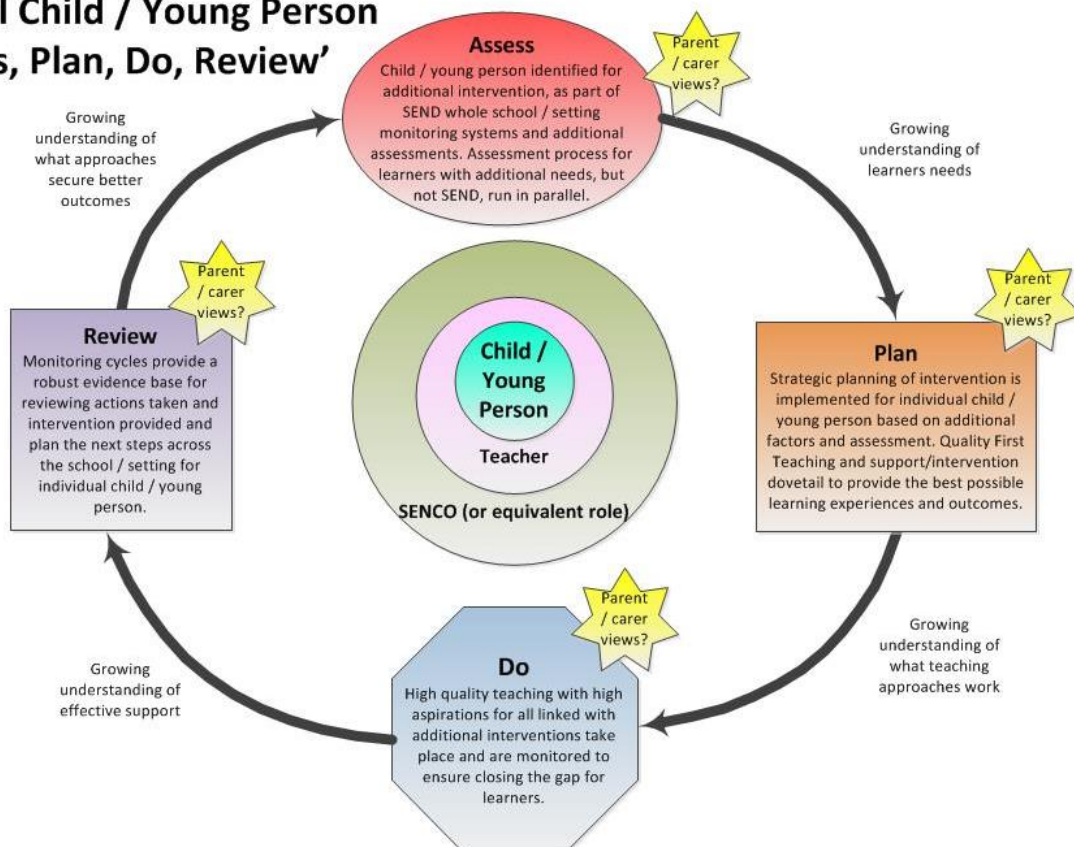 l Child / Young Person
s, Plan, Do, Review’
Assess
Child / young person identified for
additional intervention, as part of
SEND whole school / setting
monitoring systems and additional
assessments. Assessment process for
learners with additional needs, but
not SEND, run in parallel.
Parent
/ carer
views?
Growing
understanding of
learners needs
Parent
/ carer
views?
Plan
Strategic planning of intervention is
implemented for individual child /
young person based on additional
factors and assessment. Quality First
Teaching and support/intervention
dovetail to provide the best possible
learning experiences and outcomes.
Growing
understanding of
what teaching
approaches work
Parent
/ carer
views?
Do
High quality teaching with high
aspirations for all linked with
additional interventions take
place and are monitored to
ensure closing the gap for
learners.
Growing
understanding of
effective support
Parent
/ carer
views?
Review
Monitoring cycles provide a
robust evidence base for
reviewing actions taken and
intervention provided and
plan the next steps across
the school / setting for
individual child / young
person.
Growing
understanding of
what approaches
secure better
outcomes
Child /
Young
Person
Teacher
SENCO (or equivalent role)